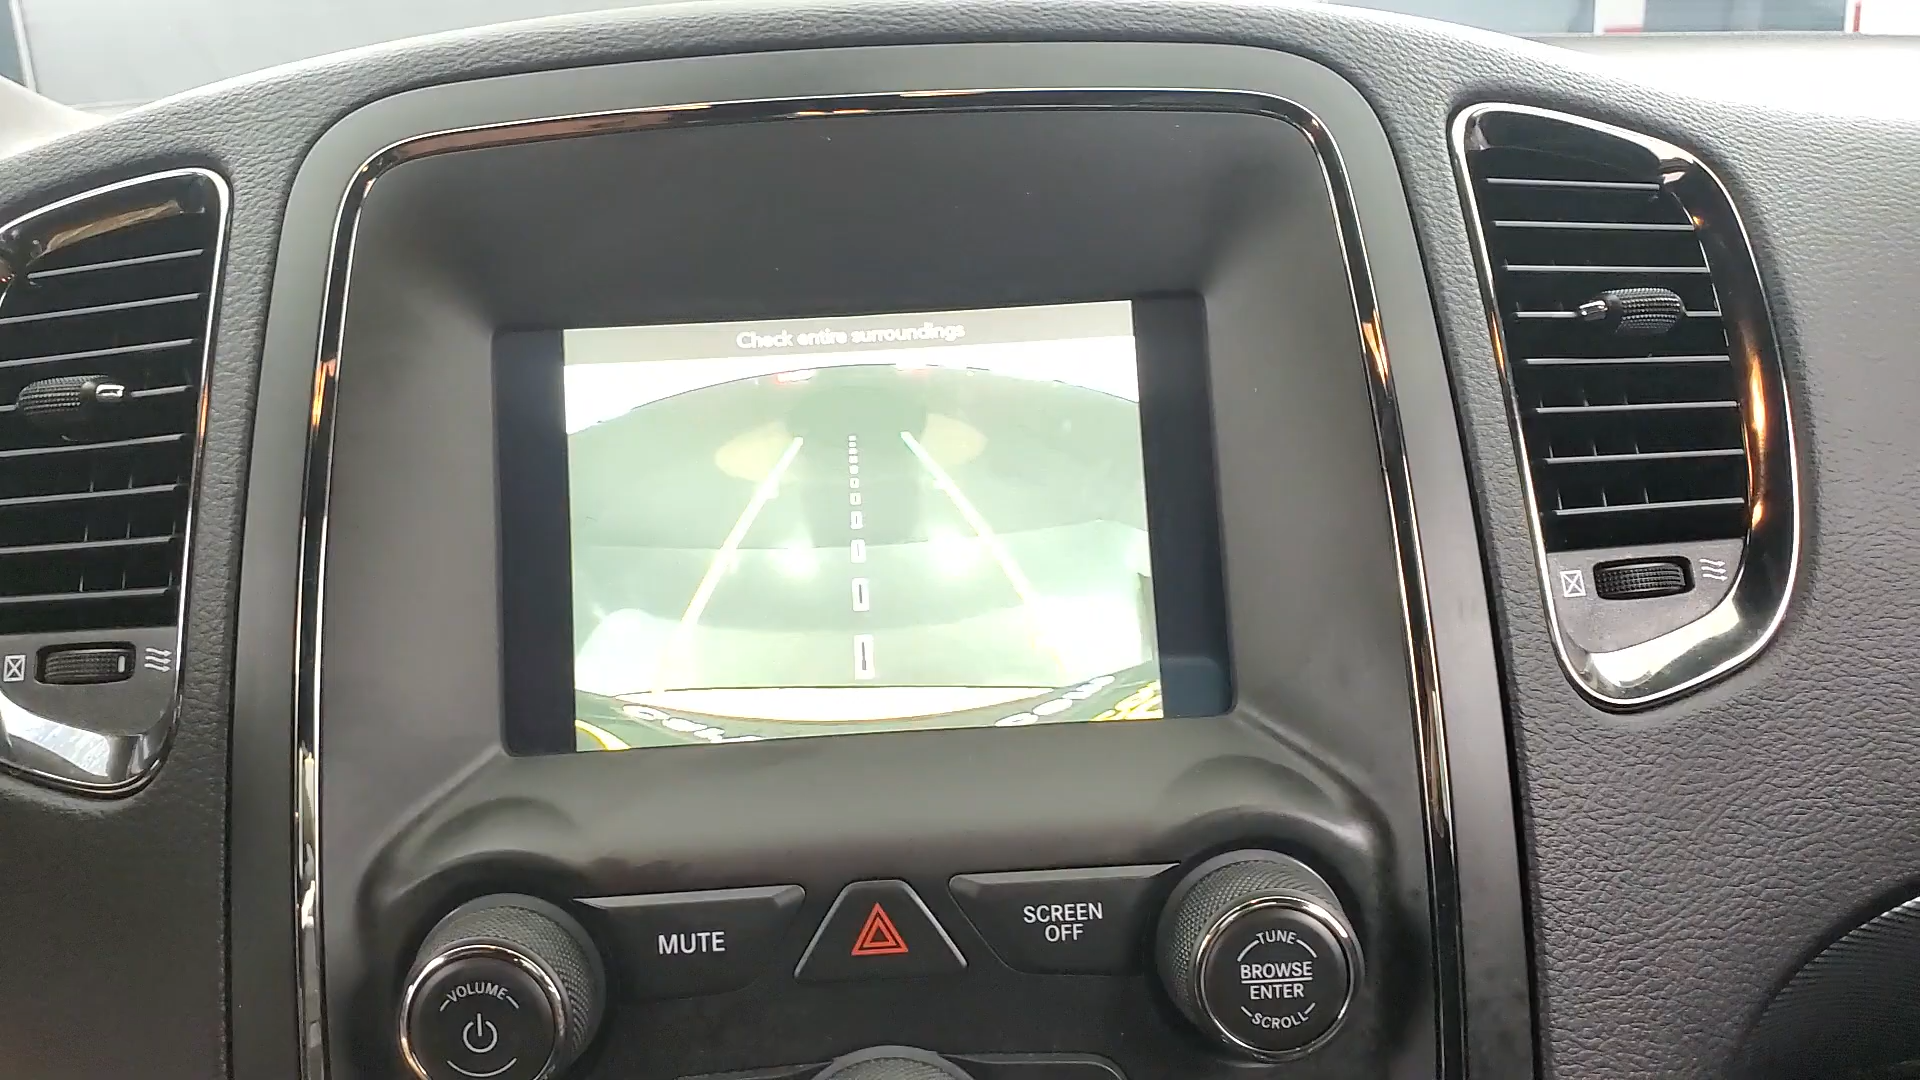 Check entire surroundings
MUTE
SCREEN
OFF
VOLUME
TUNE
BROWSE
ENTER
SCROLL